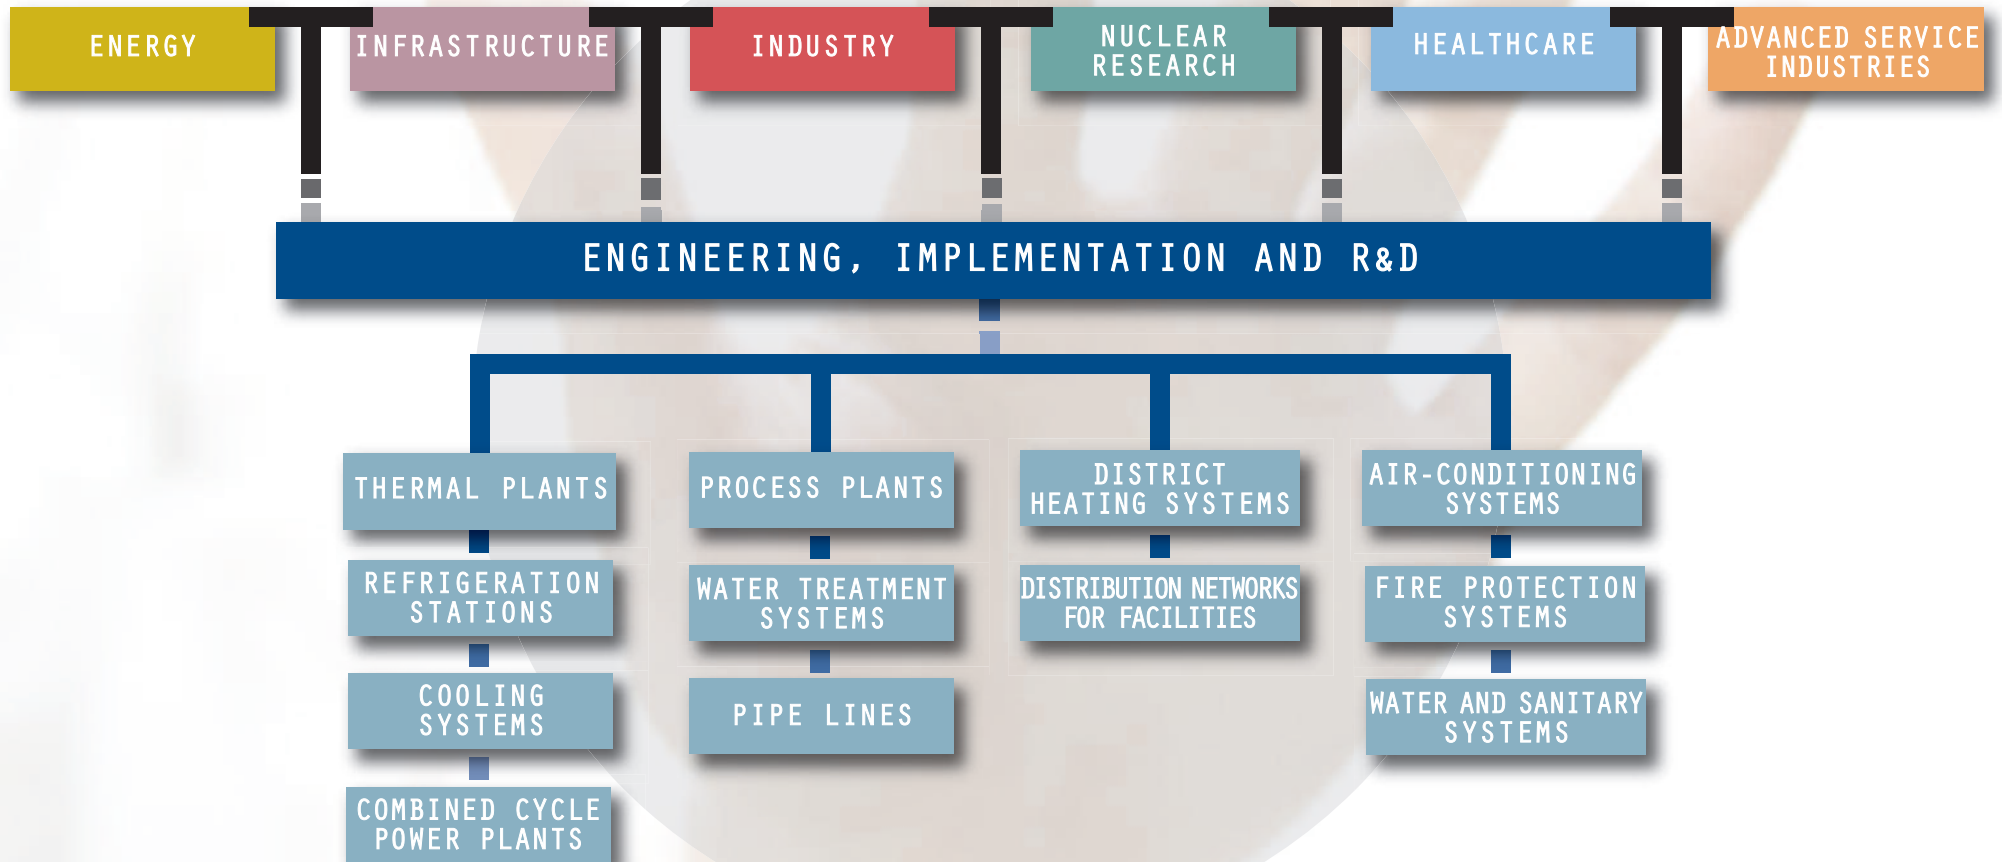 ENERGY
INFRASTRUCTURE
INDUSTRY
NUCLEAR
RESEARCH
HEALTHCARE
ADVANCED SERVICE
INDUSTRIES
ENGINEERING, IMPLEMENTATION AND R&D
THERMAL PLANTS
PROCESS PLANTS
DISTRICT
HEATING SYSTEMS
AIR-CONDITIONING
SYSTEMS
REFRIGERATION
STATIONS
WATER TREATMENT
SYSTEMS
DISTRIBUTION NETWORKS
FOR FACILITIES
FIRE PROTECTION
SYSTEMS
COOLING
SYSTEMS
PIPE LINES
WATER AND SANITARY
SYSTEMS
COMBINED CYCLE
POWER PLANTS